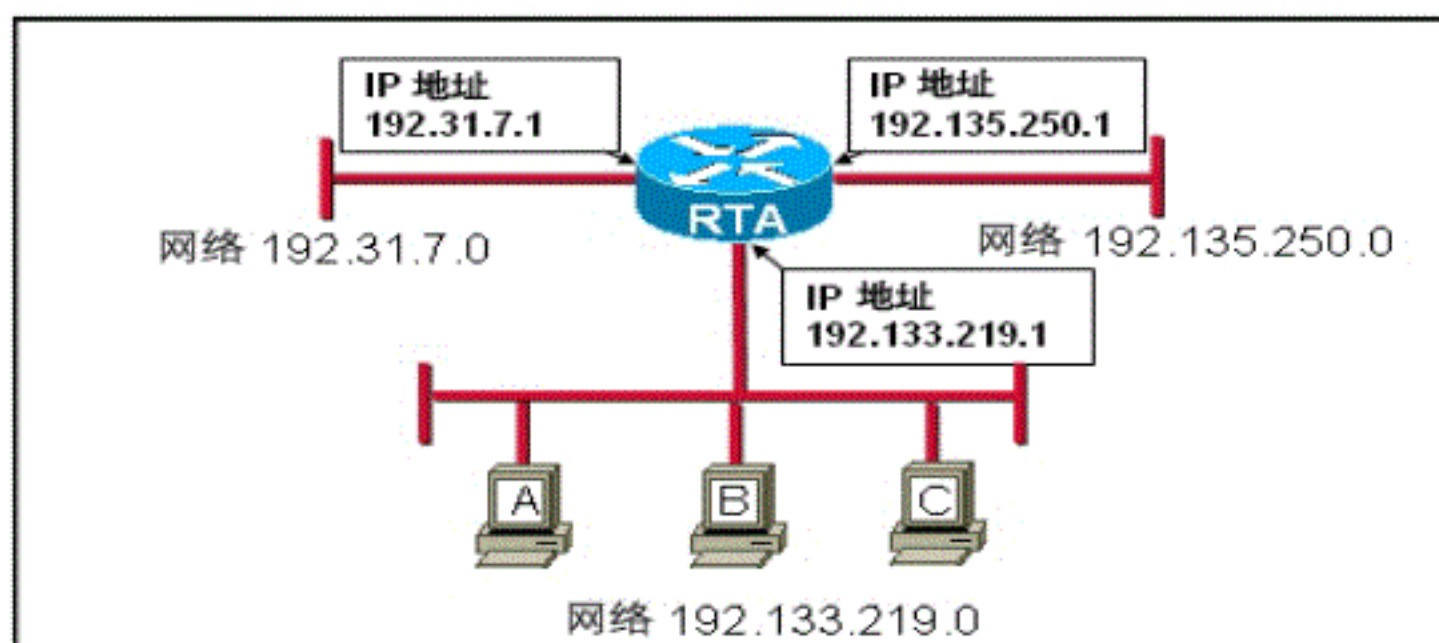 IP 地址
192.31.7.1
IP 地址
192.135.250.1
RTA
网络 192.31.7.0
网络 192.135.250.0
IP 地址
192.133.219.1
A
B
C
网络 192.133.219.0